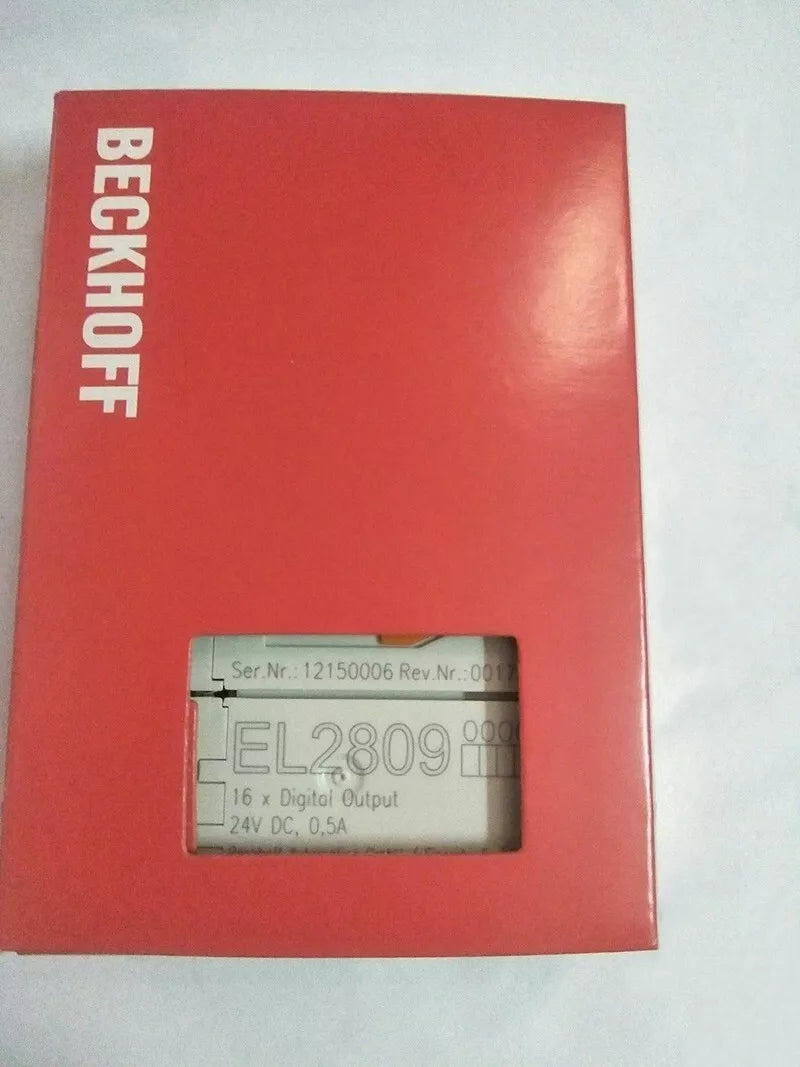 BECKHOFF
Ser.Nr.: 12150006 Rev.Nr.:0017
EL2809
16 x Digital Output
24V DC, 0,5A